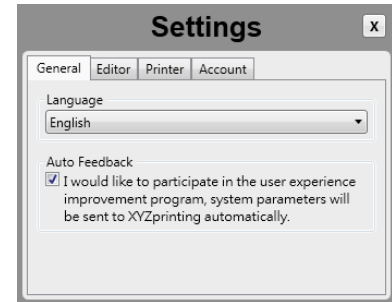 Settings
X
General Editor Printer Account
Language
English
Auto Feedback
I would like to participate in the user experience
improvement program, system parameters will
be sent to XYZprinting automatically.